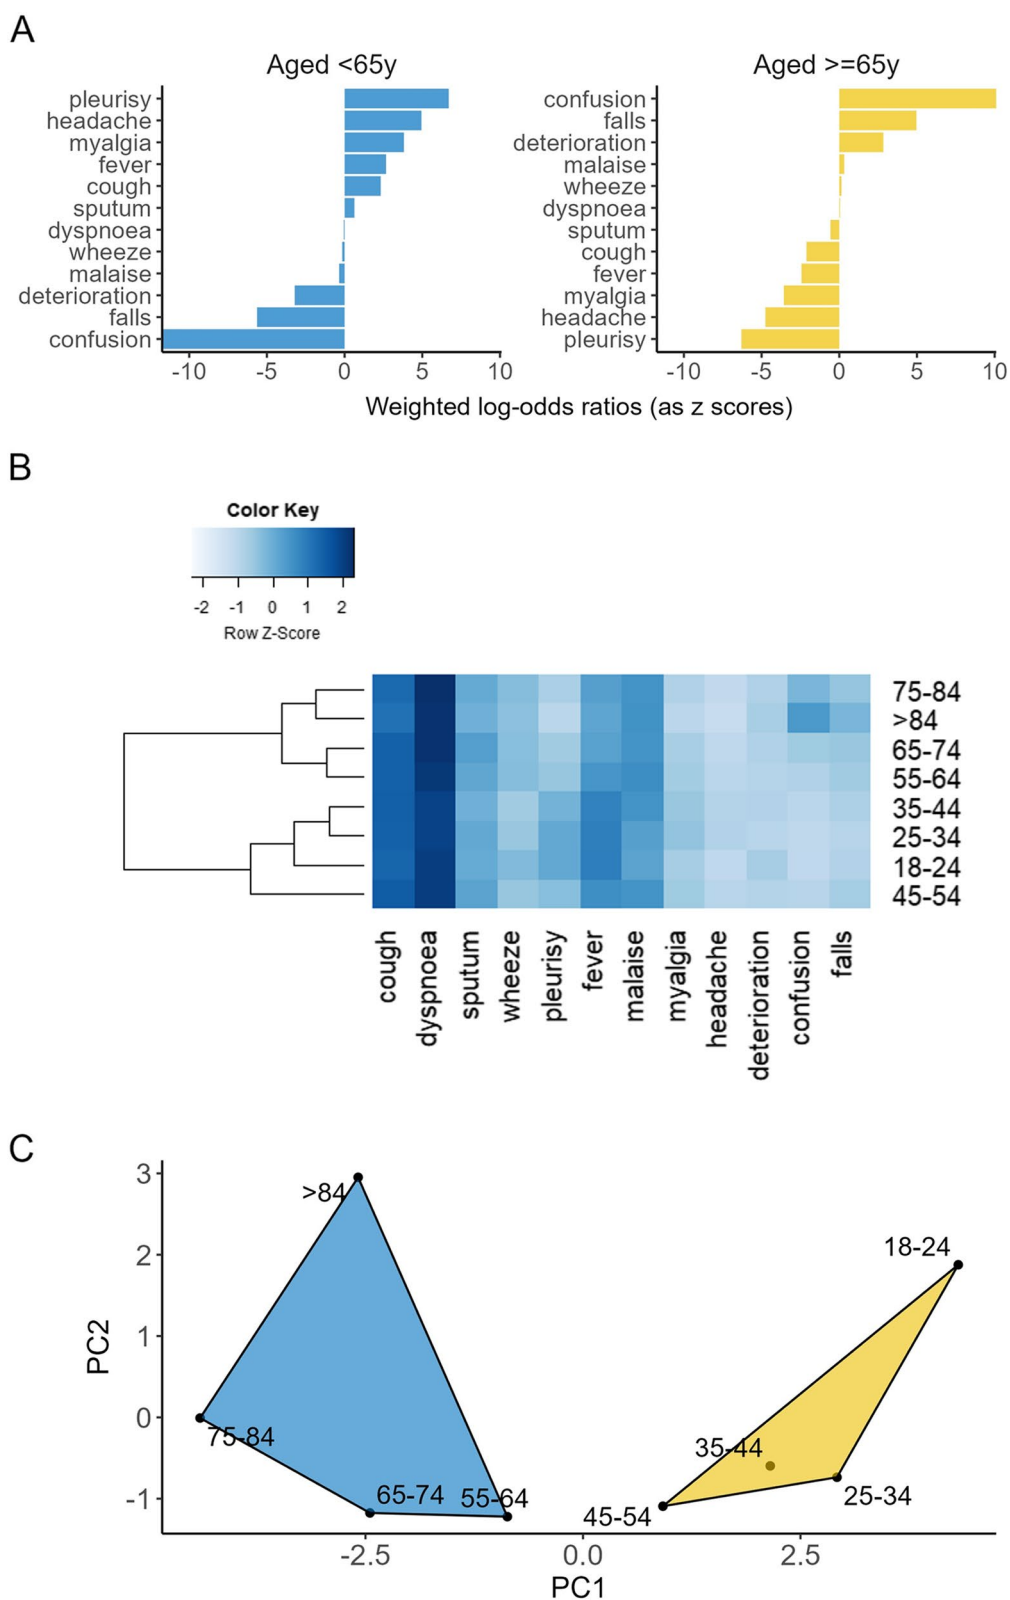 A
Aged <65y
pleurisy
headache
myalgia
fever
cough
sputum
dyspnoea
wheeze
malaise
deterioration
falls
confusion
-10 -5 0 5 10
Aged >=65y
confusion
falls
deterioration
malaise
wheeze
dyspnoea
sputum
cough
fever
myalgia
headache
pleurisy
-10 -5 0 5 10
Weighted log-odds ratios (as z scores)
B
Color Key
-2 -1 0 1 2
Row Z-Score
75-84
>84
65-74
55-64
35-44
25-34
18-24
45-54
cough
dyspnoea
sputum
wheeze
pleurisy
fever
malaise
myalgia
headache
deterioration
confusion
falls
C
PC2
3
2
1
0
-1
>84
18-24
75-84
35-44
65-74
55-64
25-34
45-54
-2.5 0.0 2.5
PC1